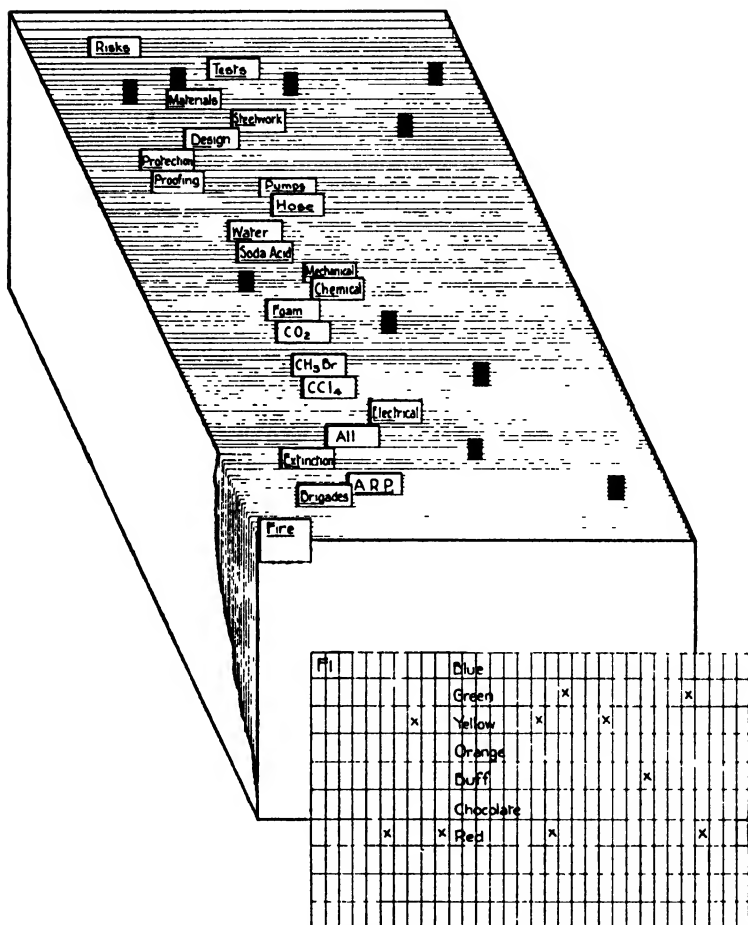 Risks
Tests
Materials
Steelwork
Design
Protection
Proofing
Pumps
Hose
Water
Soda Acid
Mechanical
Chemical
Foam
CO₂
CH₃Br
CCl₄
Electrical
All
Extinction
A R P
Brigades
Fire
FI
Blue
Green x x
x Yellow x x
Orange
Buff x
Chocolate
x x Red x x